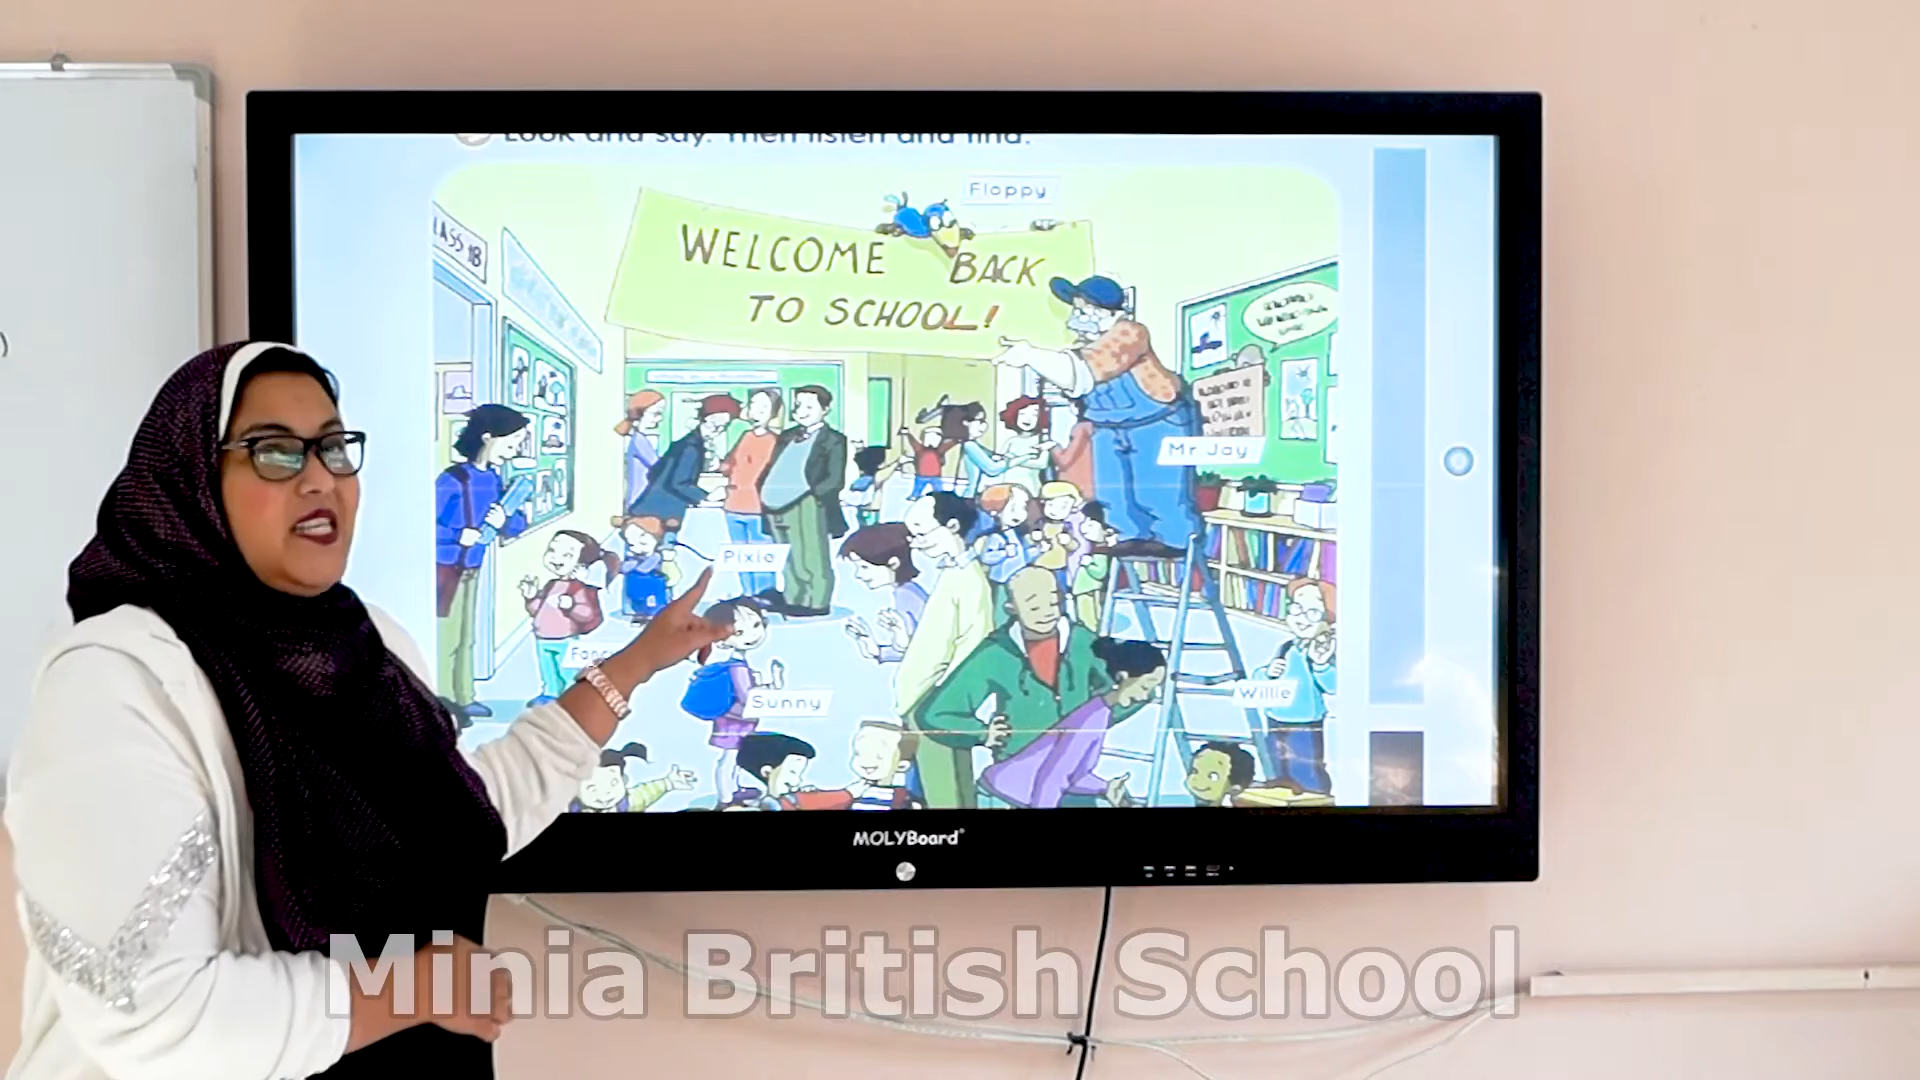 Look and say. Then listen and find.
Floppy
WELCOME BACK
TO SCHOOL!
Mr Jay
Pixie
Sunny
Willie
MOLYBoard
Minia British School